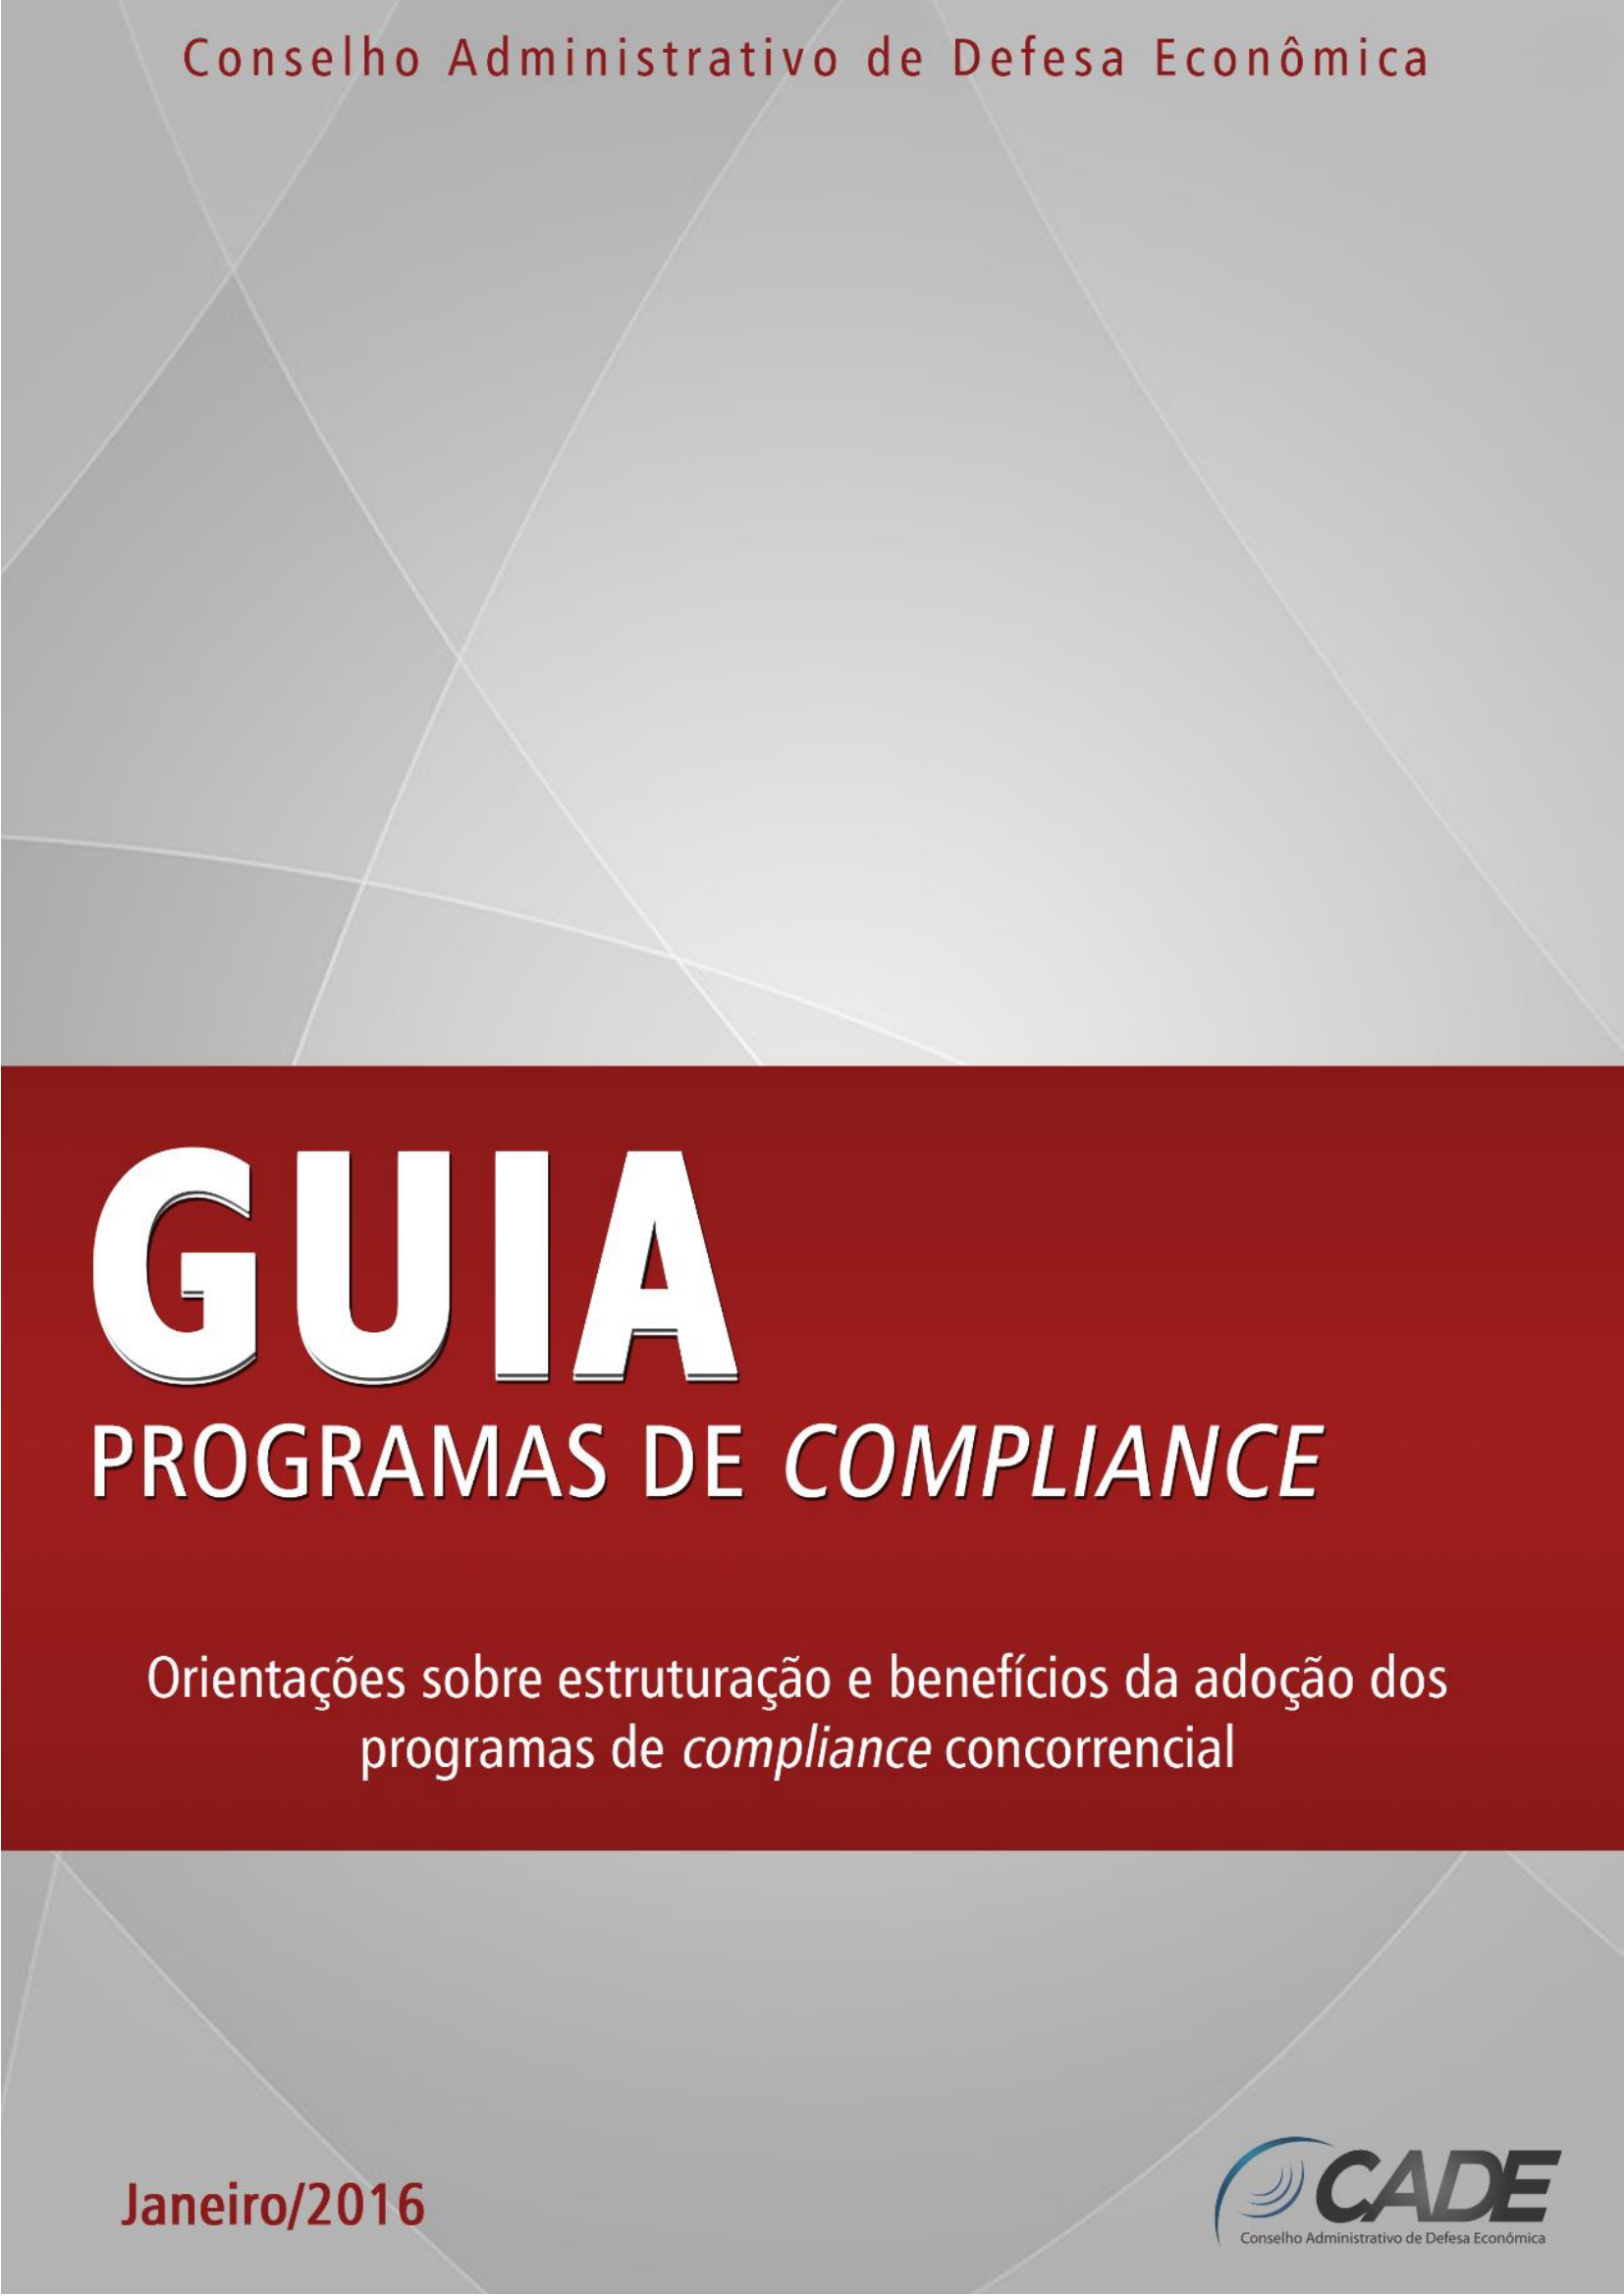 Conselho Administrativo de Defesa Econômica
GUIA
PROGRAMAS DE COMPLIANCE
Orientações sobre estruturação e benefícios da adoção dos
programas de compliance concorrencial
Janeiro/2016
CADE
Conselho Administrativo de Defesa Econômica